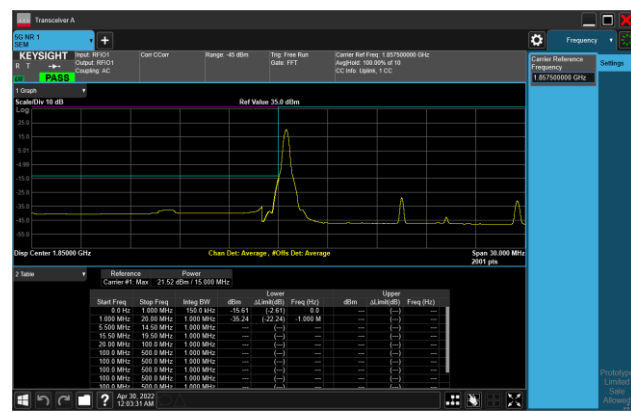 Transceiver A
5G NR 1
SEM
KEYSIGHT
R T
PASS
Input: RFIO1
Output: RFIO1
Coupling: AC
Corr CCorr
Range: -45 dBm
Trig: Free Run
Gate: FFT
Carrier Ref Freq: 1.857500000 GHz
Avg|Hold: 100.00% of 10
CC Info: Uplink, 1 CC
Frequency
Carrier Reference
Frequency
1.857500000 GHz
Settings
1 Graph
Scale/Div 10 dB
Ref Value 35.0 dBm
Log
25.0
15.0
5.01
-4.99
-15.0
-25.0
-35.0
-45.0
-55.0
Disp Center 1.85000 GHz
Chan Det: Average , #Offs Det: Average
Span 30.000 MHz
2001 pts
2 Table
Reference Power
Carrier #1: Max 21.52 dBm / 15.000 MHz
Lower Upper
Start Freq Stop Freq Integ BW dBm ΔLimit(dB) Freq (Hz) dBm ΔLimit(dB) Freq (Hz)
0.0 Hz 1.000 MHz 150.0 kHz -15.61 (-2.61) 0.0 --- (---) ---
1.000 MHz 20.00 MHz 1.000 MHz -35.24 (-22.24) -1.000 M --- (---) ---
5.500 MHz 14.50 MHz 1.000 MHz --- (---) --- --- (---) ---
15.50 MHz 19.50 MHz 1.000 MHz --- (---) --- --- (---) ---
20.00 MHz 100.0 MHz 1.000 MHz --- (---) --- --- (---) ---
100.0 MHz 500.0 MHz 1.000 MHz --- (---) --- --- (---) ---
100.0 MHz 500.0 MHz 1.000 MHz --- (---) --- --- (---) ---
100.0 MHz 500.0 MHz 1.000 MHz --- (---) --- --- (---) ---
100.0 MHz 500.0 MHz 1.000 MHz --- (---) --- --- (---) ---
Prototype
Limited
Sale
Allowed
?
Apr 30, 2022
12:03:31 AM